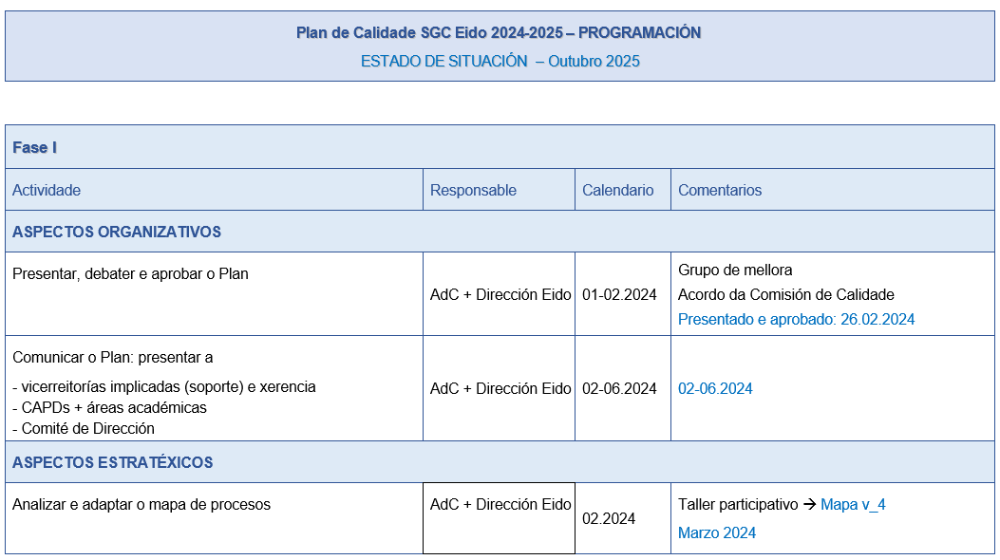 Plan de Calidade SGC Eido 2024-2025 – PROGRAMACIÓN
ESTADO DE SITUACIÓN – Outubro 2025
Fase I
Actividade Responsable Calendario Comentarios
ASPECTOS ORGANIZATIVOS
Presentar, debater e aprobar o Plan
AdC + Dirección Eido
01-02.2024
Grupo de mellora
Acordo da Comisión de Calidade
Presentado e aprobado: 26.02.2024
Comunicar o Plan: presentar a
- vicerreitorías implicadas (soporte) e xerencia
- CAPDs + áreas académicas
- Comité de Dirección
AdC + Dirección Eido
02-06.2024
02-06.2024
ASPECTOS ESTRATÉXICOS
Analizar e adaptar o mapa de procesos
AdC + Dirección Eido
02.2024
Taller participativo → Mapa v_4
Marzo 2024